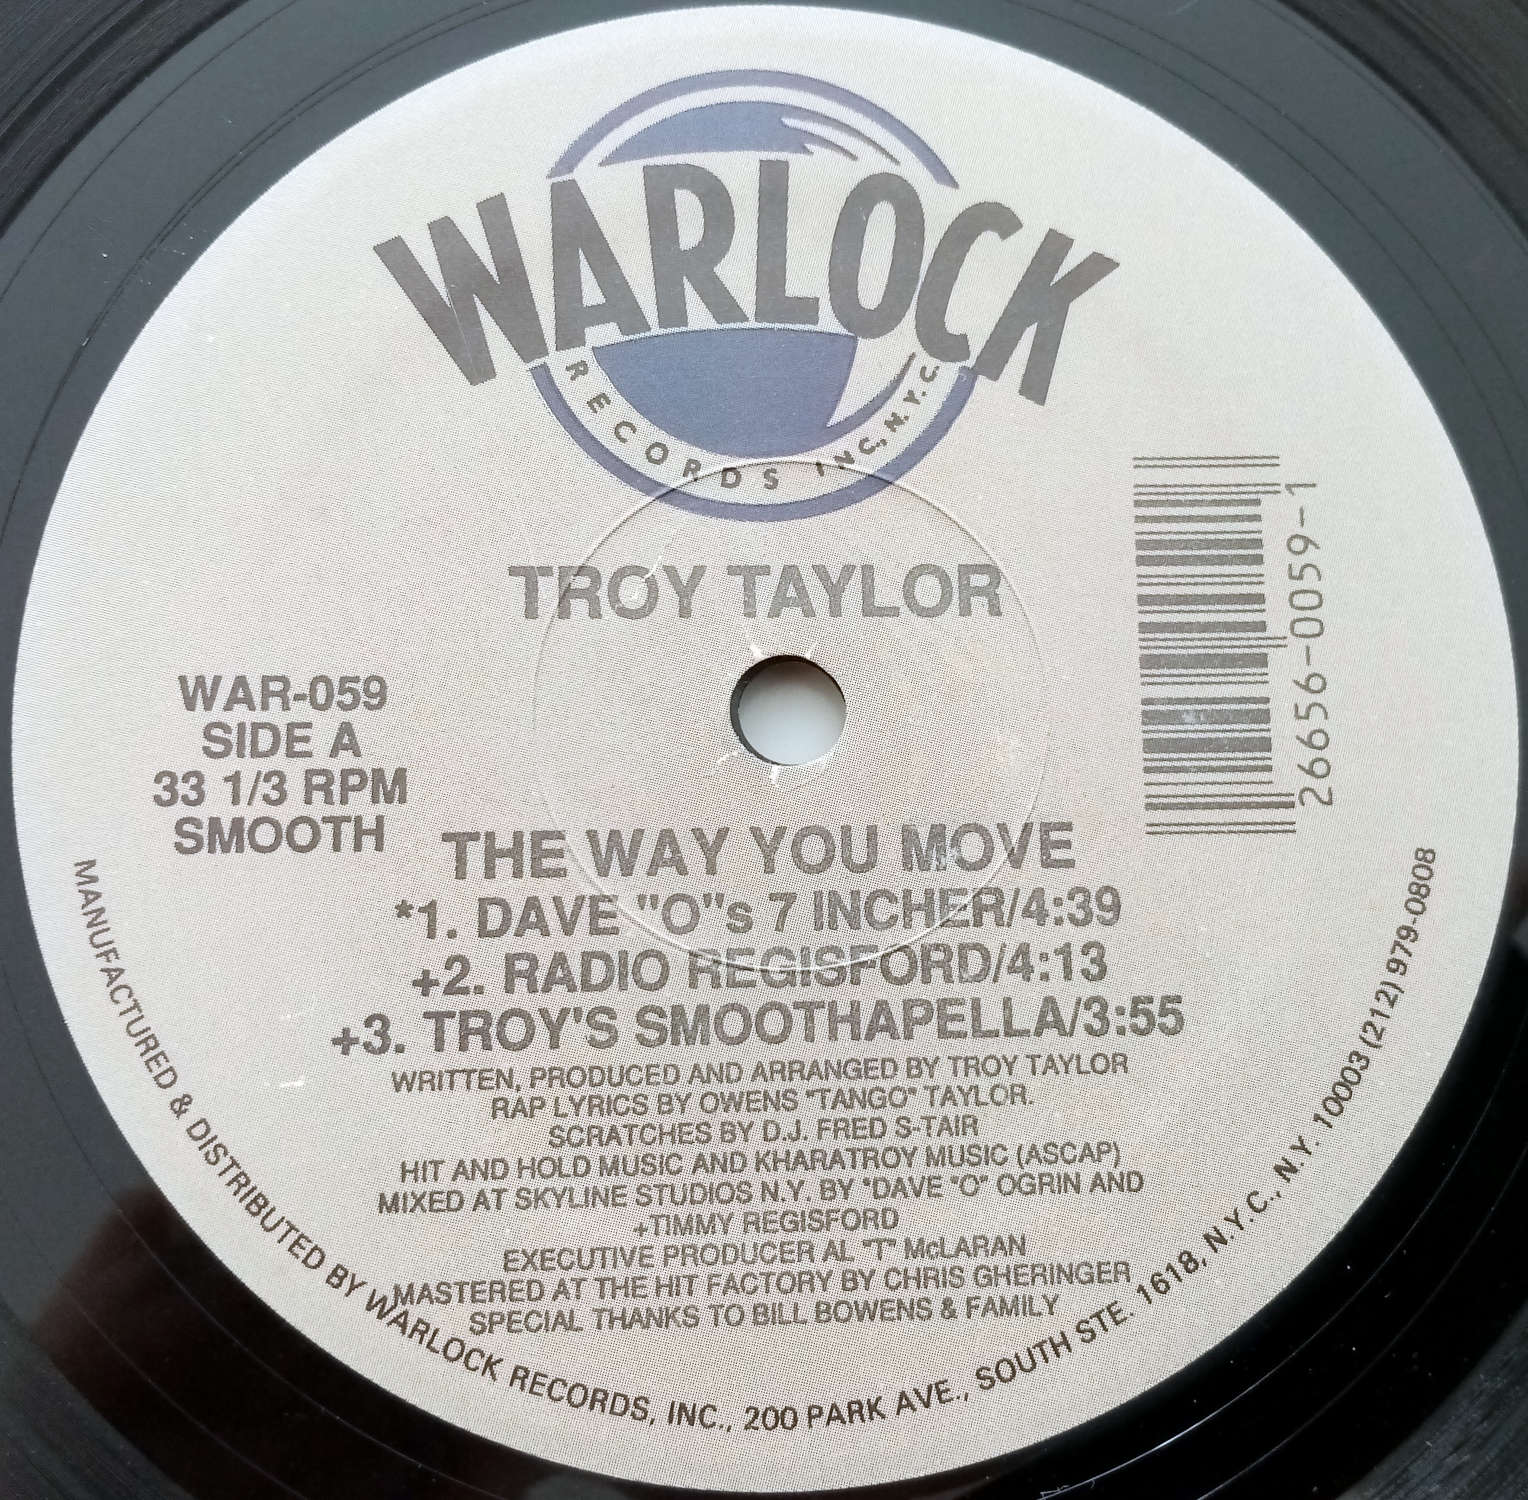 WARLOCK
RECORDS INC., N.Y.C.
TROY TAYLOR
WAR-059
SIDE A
33 1/3 RPM
SMOOTH
26656-0059-1
THE WAY YOU MOVE
*1. DAVE "O"s 7 INCHER/4:39
+2. RADIO REGISFORD/4:13
+3. TROY'S SMOOTHAPELLA/3:55
WRITTEN, PRODUCED AND ARRANGED BY TROY TAYLOR
RAP LYRICS BY OWENS "TANGO" TAYLOR.
SCRATCHES BY D.J. FRED S-TAIR
HIT AND HOLD MUSIC AND KHARATROY MUSIC (ASCAP)
MIXED AT SKYLINE STUDIOS N.Y. BY *DAVE "O" OGRIN AND
+TIMMY REGISFORD
EXECUTIVE PRODUCER AL "T" McLARAN
MASTERED AT THE HIT FACTORY BY CHRIS GHERINGER
SPECIAL THANKS TO BILL BOWENS & FAMILY
MANUFACTURED & DISTRIBUTED BY WARLOCK RECORDS, INC., 200 PARK AVE., SOUTH STE. 1618, N.Y.C., N.Y. 10003 (212) 979-0808